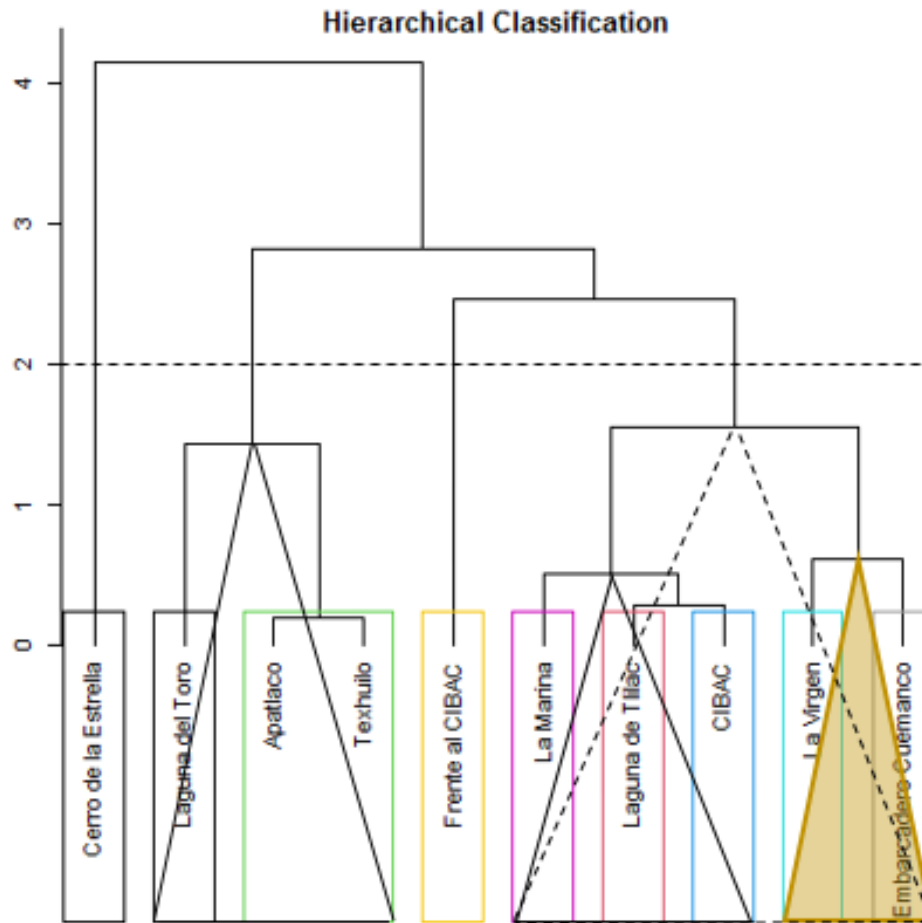 Hierarchical Classification
4
3
2
1
0
Cerro de la Estrella
Laguna del Toro
Apatlaco
Texhuilo
Frente al CIBAC
La Marina
Laguna de Tlilac
CIBAC
La Virgen
Embarcadero Cuemanco